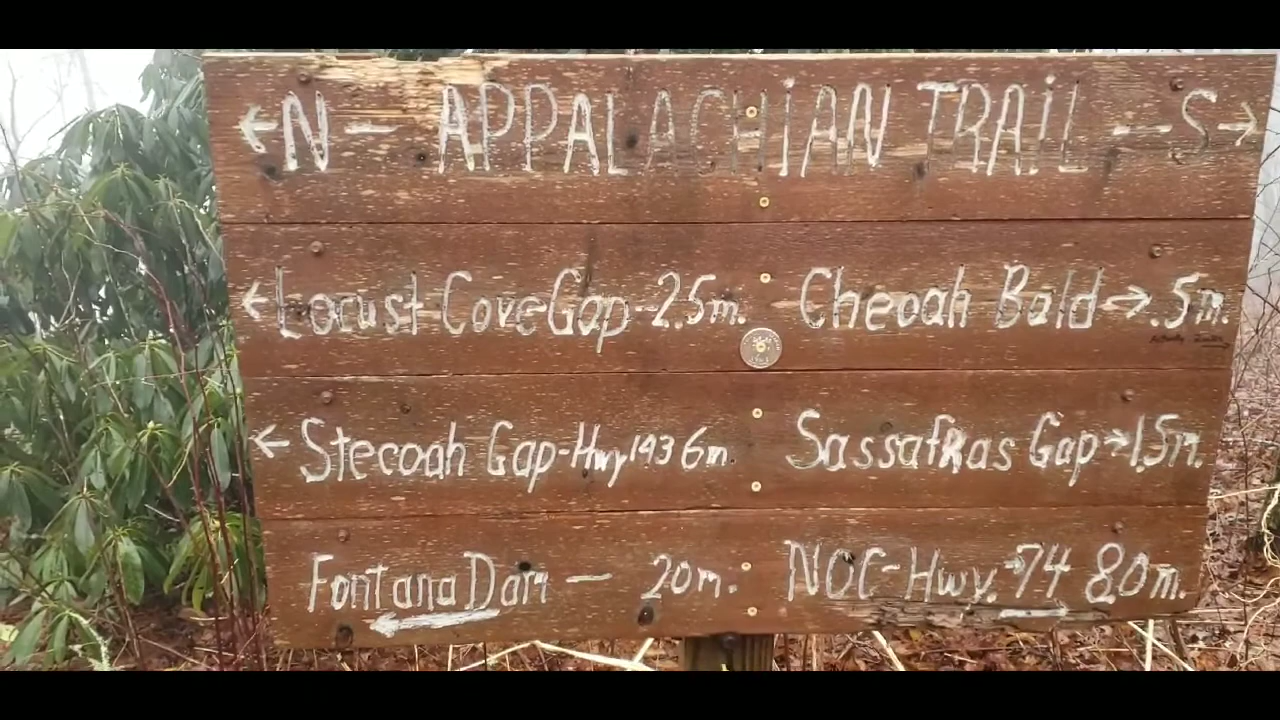 ←N— APPALACHIAN TRAIL —S→
←Locust Cove Gap-2.5m. Cheoah Bald→.5m.
←Stecoah Gap-Hwy 143 6m. Sassafras Gap→1.5m.
Fontana Dam — 20m. NOC-Hwy. 74 8.0m.
← →